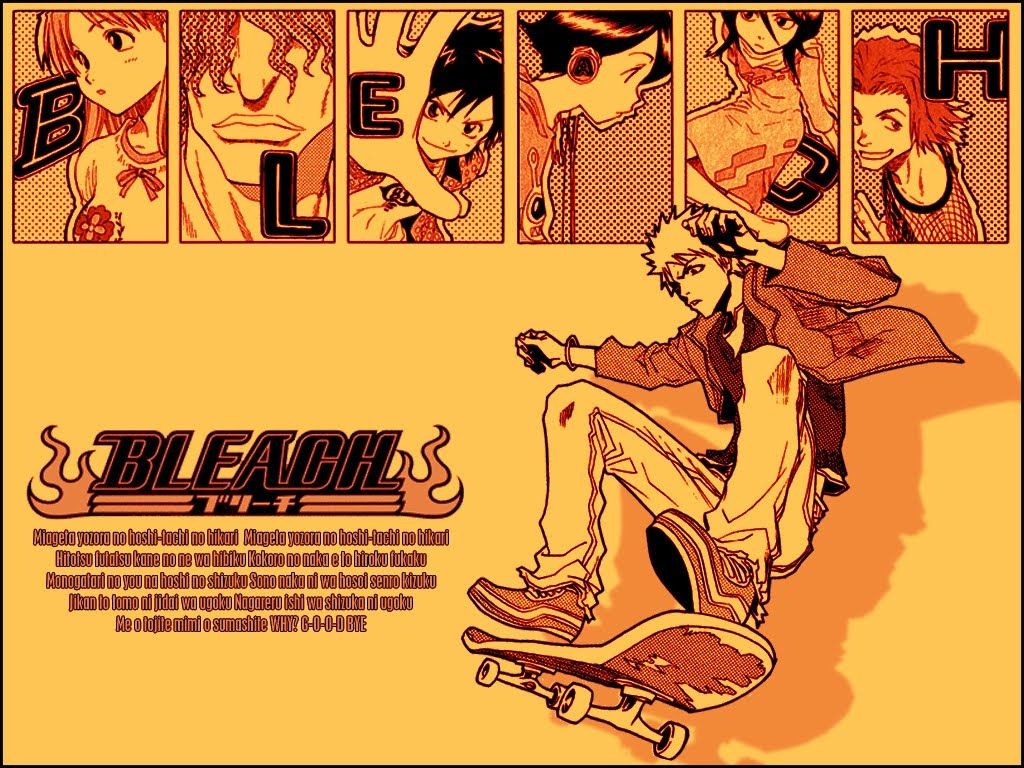 BLEACH
BLEACH
ブリーチ
Miageta yozora no hoshi-tachi no hikari Miageta yozora no hoshi-tachi no hikari
Hitotsu futatsu kane no ne wa hibiku Kokoro no naka e to hiroku fukaku
Monogatari no you na hoshi no shizuku Sono naka ni wa hosoi senro kizuku
Jikan to tomo ni jidai wa ugoku Nagareru ishi wa shizuka ni ugoku
Me o tojite mimi o sumashite WHY? G-O-O-D BYE